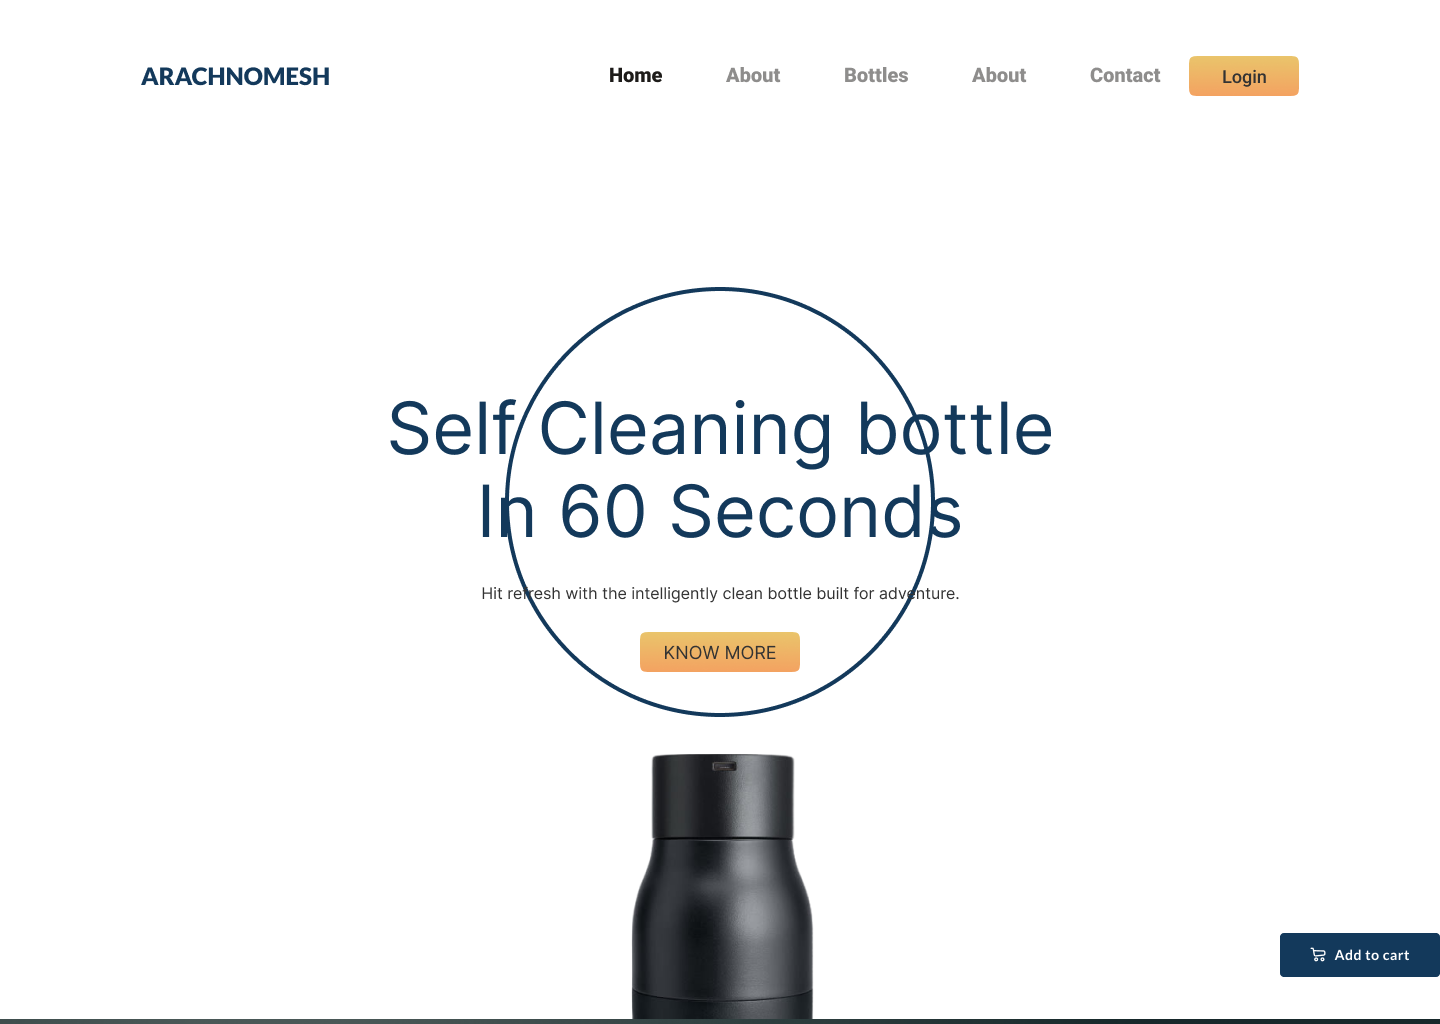 ARACHNOMESH
Home About Bottles About Contact Login
Self Cleaning bottle
In 60 Seconds
Hit refresh with the intelligently clean bottle built for adventure.
KNOW MORE
Add to cart